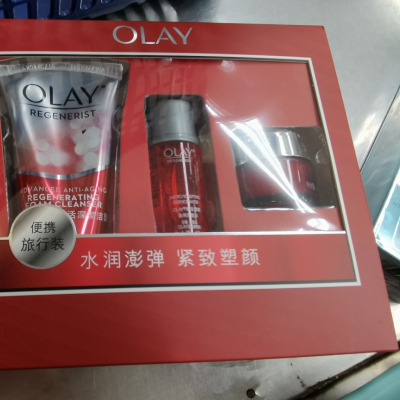 OLAY
OLAY
REGENERIST
ADVANCED ANTI-AGING
REGENERATING
FOAM CLEANSER
OLAY
便携
旅行装
水润澎弹 紧致塑颜